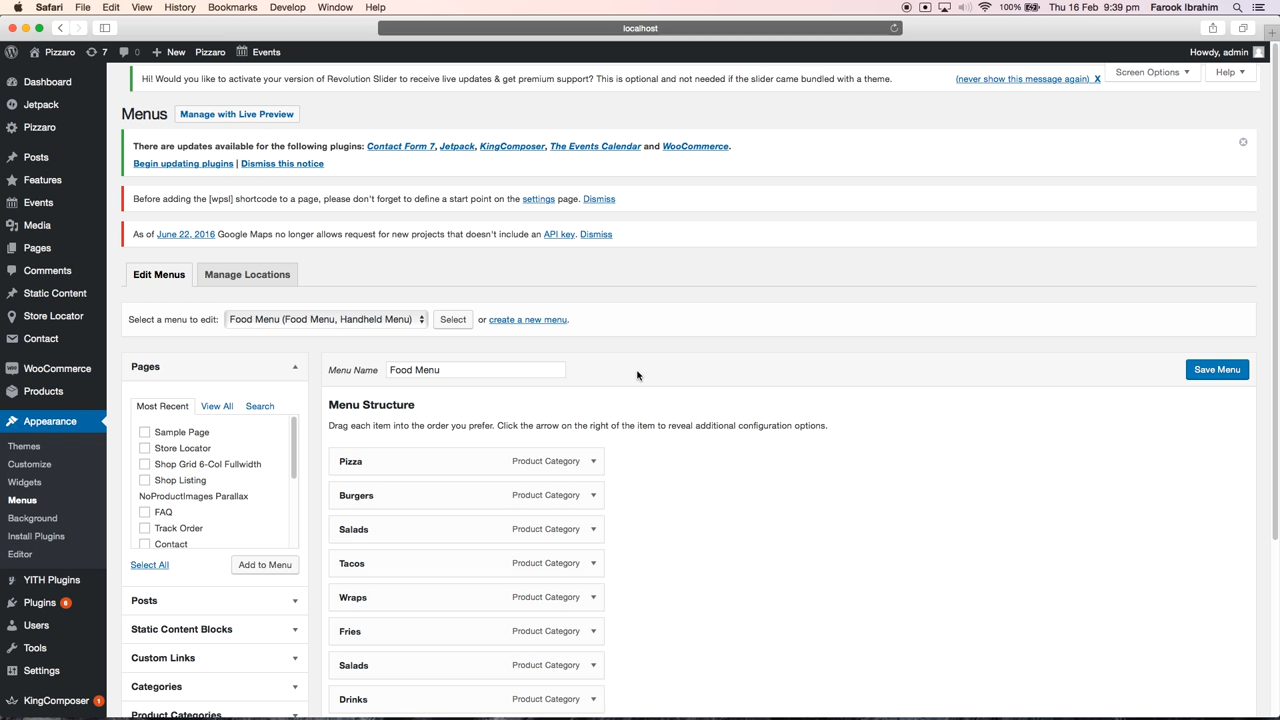 Safari File Edit View History Bookmarks Develop Window Help 100% Thu 16 Feb 9:39 pm Farook Ibrahim
localhost
Pizzaro 7 0 New Pizzaro Events Howdy, admin
Hi! Would you like to activate your version of Revolution Slider to receive live updates & get premium support? This is optional and not needed if the slider came bundled with a theme. (never show this message again) X
Screen Options ▼ Help ▼
Menus Manage with Live Preview
There are updates available for the following plugins: Contact Form 7, Jetpack, KingComposer, The Events Calendar and WooCommerce.
Begin updating plugins | Dismiss this notice
Before adding the [wpsl] shortcode to a page, please don't forget to define a start point on the settings page. Dismiss
As of June 22, 2016 Google Maps no longer allows request for new projects that doesn't include an API key. Dismiss
Edit Menus Manage Locations
Select a menu to edit: Food Menu (Food Menu, Handheld Menu) Select or create a new menu.
Dashboard
Jetpack
Pizzaro
Posts
Features
Events
Media
Pages
Comments
Static Content
Store Locator
Contact
WooCommerce
Products
Appearance
Themes
Customize
Widgets
Menus
Background
Install Plugins
Editor
YITH Plugins
Plugins 6
Users
Tools
Settings
KingComposer 1
Pages
Most Recent View All Search
Sample Page
Store Locator
Shop Grid 6-Col Fullwidth
Shop Listing
NoProductImages Parallax
FAQ
Track Order
Contact
Select All Add to Menu
Posts
Static Content Blocks
Custom Links
Categories
Product Categories
Menu Name Food Menu Save Menu
Menu Structure
Drag each item into the order you prefer. Click the arrow on the right of the item to reveal additional configuration options.
Pizza Product Category
Burgers Product Category
Salads Product Category
Tacos Product Category
Wraps Product Category
Fries Product Category
Salads Product Category
Drinks Product Category